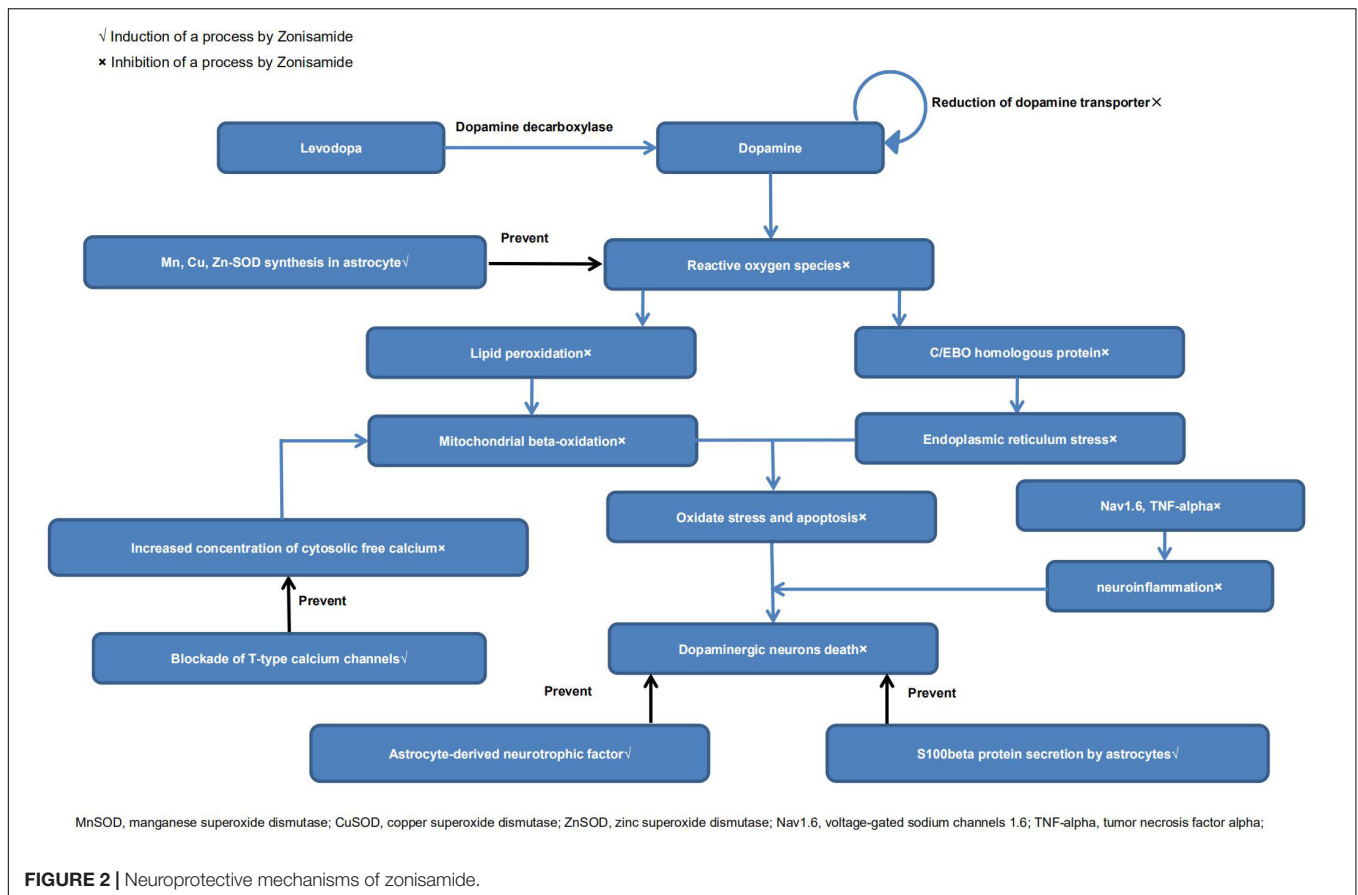 √ Induction of a process by Zonisamide
× Inhibition of a process by Zonisamide
Reduction of dopamine transporter×
Dopamine decarboxylase
Levodopa
Dopamine
Prevent
Mn, Cu, Zn-SOD synthesis in astrocyte√
Reactive oxygen species×
Lipid peroxidation×
C/EBO homologous protein×
Mitochondrial beta-oxidation×
Endoplasmic reticulum stress×
Nav1.6, TNF-alpha×
Oxidate stress and apoptosis×
Increased concentration of cytosolic free calcium×
neuroinflammation×
Prevent
Blockade of T-type calcium channels√
Dopaminergic neurons death×
Prevent
Prevent
Astrocyte-derived neurotrophic factor√
S100beta protein secretion by astrocytes√
MnSOD, manganese superoxide dismutase; CuSOD, copper superoxide dismutase; ZnSOD, zinc superoxide dismutase; Nav1.6, voltage-gated sodium channels 1.6; TNF-alpha, tumor necrosis factor alpha;
FIGURE 2 | Neuroprotective mechanisms of zonisamide.